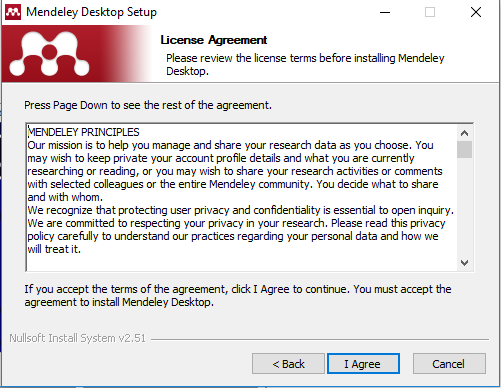 Mendeley Desktop Setup
License Agreement
Please review the license terms before installing Mendeley
Desktop.
Press Page Down to see the rest of the agreement.
MENDELEY PRINCIPLES
Our mission is to help you manage and share your research data as you choose. You
may wish to keep private your account profile details and what you are currently
researching or reading, or you may wish to share your research activities or comments
with selected colleagues or the entire Mendeley community. You decide what to share
and with whom.
We recognize that protecting user privacy and confidentiality is essential to open inquiry.
We are committed to respecting your privacy in your research. Please read this privacy
policy carefully to understand our practices regarding your personal data and how we
will treat it.
If you accept the terms of the agreement, click I Agree to continue. You must accept the
agreement to install Mendeley Desktop.
Nullsoft Install System v2.51
< Back
I Agree
Cancel